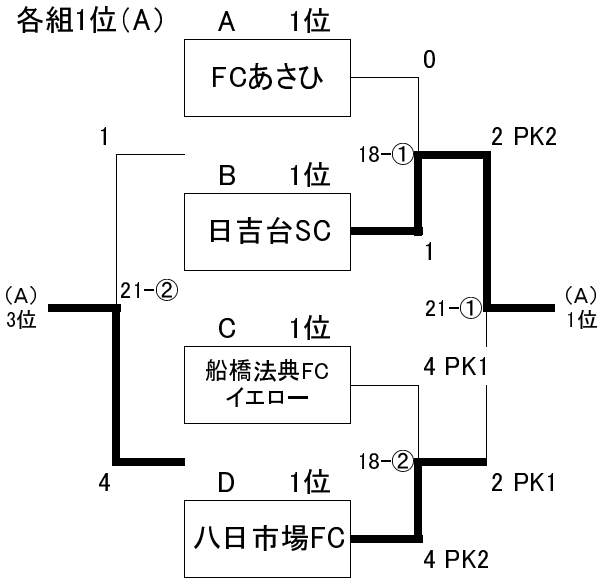 各組1位(A)
A 1位
FCあさひ
0
1
18-①
2 PK2
B 1位
日吉台SC
1
21-②
(A)
3位
21-①
(A)
1位
C 1位
船橋法典FC
イエロー
4 PK1
18-②
4
D 1位
2 PK1
八日市場FC
4 PK2